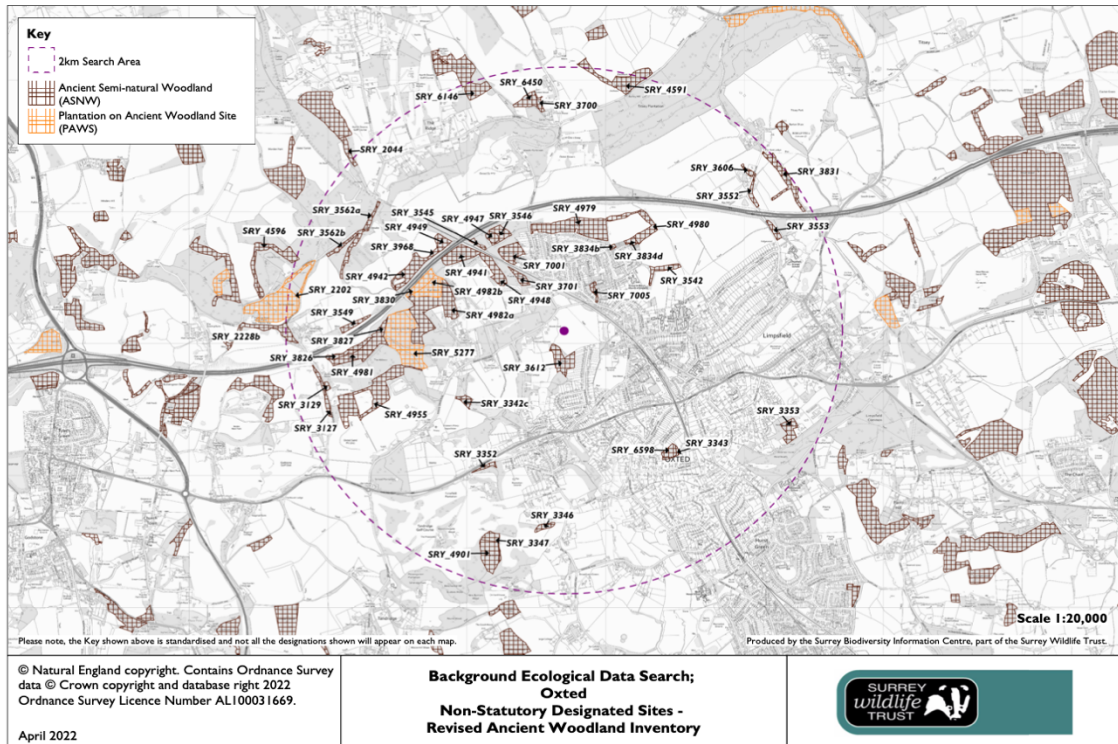 Key
2km Search Area
Ancient Semi-natural Woodland
(ASNW)
Plantation on Ancient Woodland Site
(PAWS)
SRY_6450
SRY_6146
SRY_3700
SRY_4591
SRY_2044
SRY_3606
SRY_3831
SRY_3552
SRY_3562a
SRY_3545
SRY_4947
SRY_3546
SRY_4979
SRY_4949
SRY_4980
SRY_3553
SRY_4596
SRY_3562b
SRY_3968
SRY_3834b
SRY_3834d
SRY_7001
SRY_4942
SRY_4941
SRY_3701
SRY_3542
SRY_2202
SRY_4982b
SRY_4948
SRY_7005
SRY_3830
SRY_3549
SRY_4982a
SRY_2228b
SRY_3827
Limpsfield
SRY_3826
SRY_4981
SRY_5277
SRY_3612
SRY_3129
SRY_4955
SRY_3342c
SRY_3127
SRY_3353
SRY_6598
SRY_3343
OXTED
SRY_3352
SRY_3346
SRY_3347
SRY_4901
Scale 1:20,000
Please note, the Key shown above is standardised and not all the designations shown will appear on each map.
Produced by the Surrey Biodiversity Information Centre, part of the Surrey Wildlife Trust.
© Natural England copyright. Contains Ordnance Survey
data © Crown copyright and database right 2022
Ordnance Survey Licence Number AL100031669.
April 2022
Background Ecological Data Search;
Oxted
Non-Statutory Designated Sites -
Revised Ancient Woodland Inventory
SURREY
wildlife
TRUST